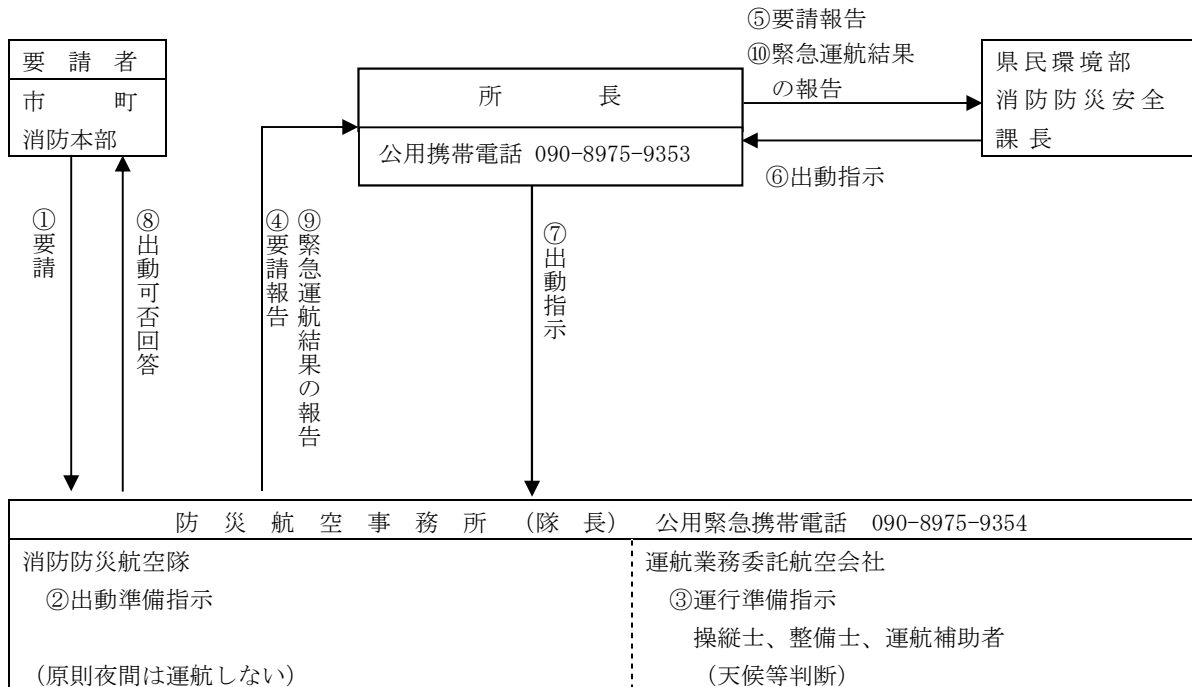 ⑤要請報告
⑩緊急運航結果
の報告
要請者
市町
消防本部
所長
公用携帯電話 090-8975-9353
県民環境部
消防防災安全
課長
⑥出動指示
①要請
⑧出動可否回答
④要請報告
⑨緊急運航結果の報告
⑦出動指示
防災航空事務所(隊長) 公用緊急携帯電話 090-8975-9354
消防防災航空隊
②出動準備指示
(原則夜間は運航しない)
運航業務委託航空会社
③運行準備指示
操縦士、整備士、運航補助者
(天候等判断)